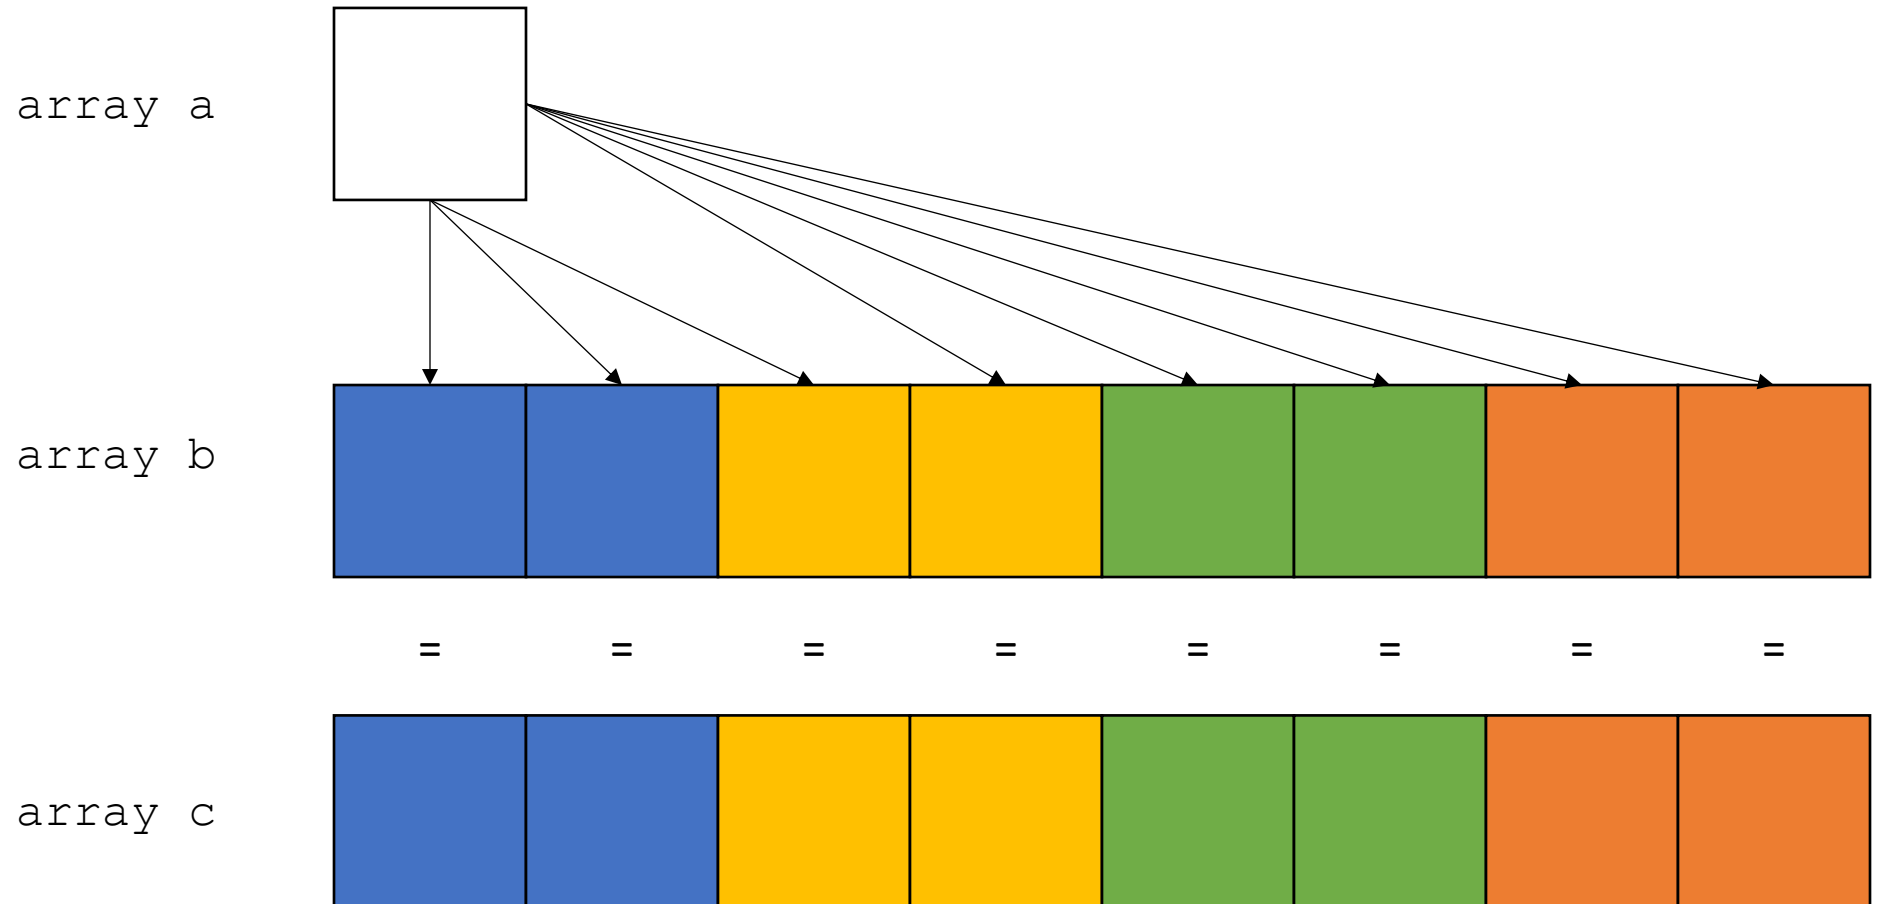 array a
array b
= = = = = = = =
array c